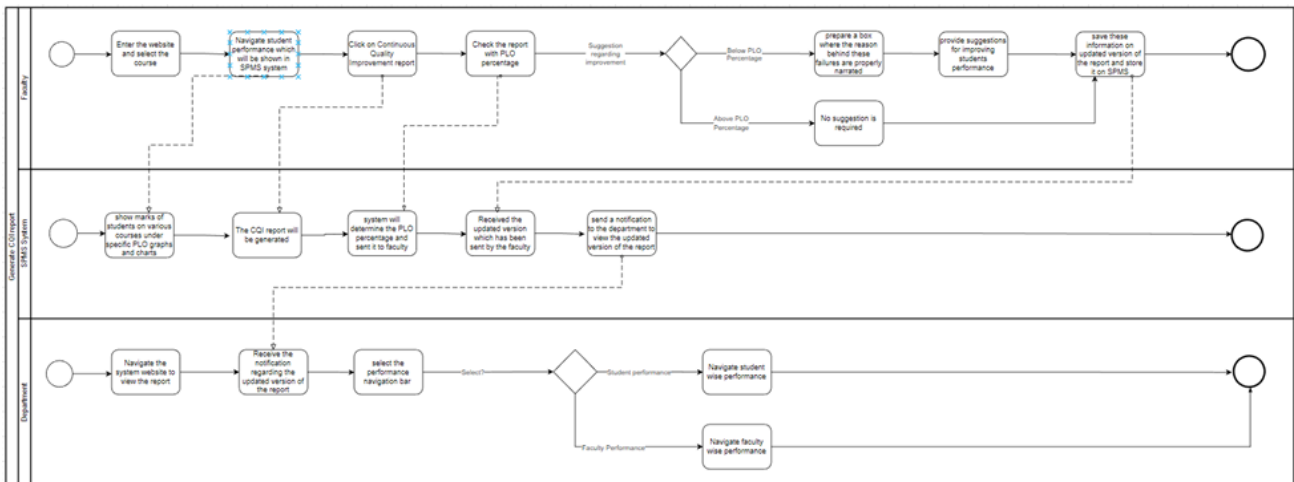 Generate CQI report
Faculty
Enter the website
and select the
course
Navigate student
performance which
will be shown in
SPMS system
Click on Continuous
Quality
Improvement report
Check the report
with PLO
percentage
Suggestion
regarding
improvement
Below PLO
Percentage
prepare a box
where the reason
behind these
failures are properly
narrated
provide suggestions
for improving
students
performance
save these
information on
updated version of
the report and store
it on SPMS
Above PLO
Percentage
No suggestion is
required
SPMS System
show marks of
students on various
courses under
specific PLO graphs
and charts
The CQI report will
be generated
system will
determine the PLO
percentage and
sent it to faculty
Received the
updated version
which has been
sent by the faculty
send a notification
to the department to
view the updated
version of the report
Department
Navigate the
system website to
view the report
Receive the
notification
regarding the
updated version of
the report
select the
performance
navigation bar
Select?
Student performance
Navigate student
wise performance
Faculty Performance
Navigate faculty
wise performance